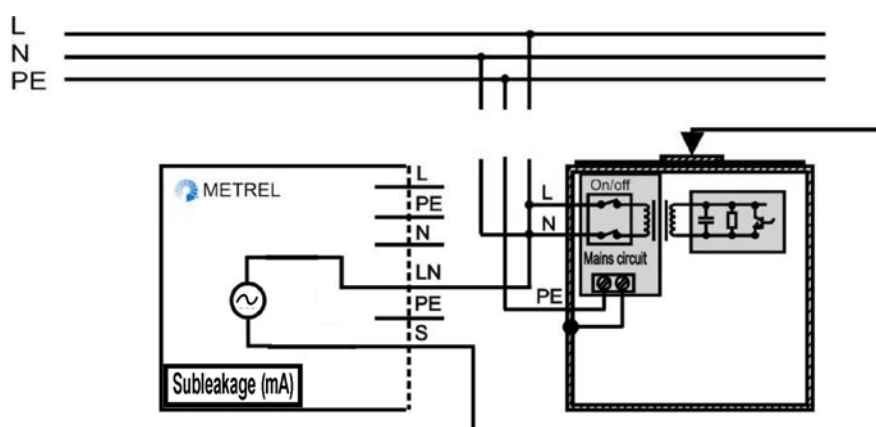 L
N
PE
METREL
L
PE
N
LN
PE
S
Subleakage (mA)
On/off
L
N
Mains circuit
PE